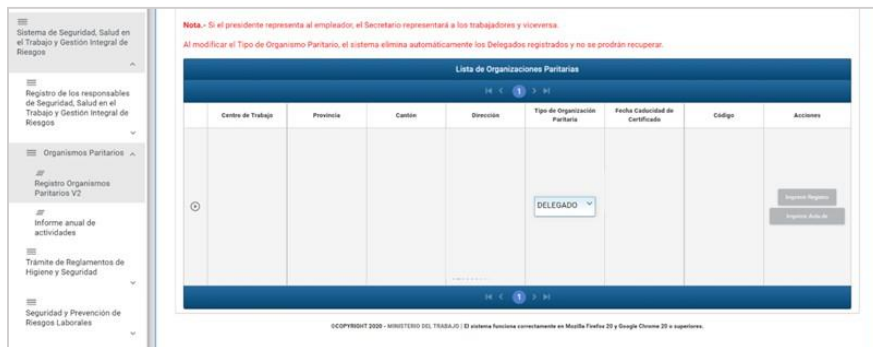 Sistema de Seguridad, Salud en
el Trabajo y Gestión Integral de
Riesgos
Registro de los responsables
de Seguridad, Salud en el
Trabajo y Gestión Integral de
Riesgos
Organismos Paritarios
Registro Organismos
Paritarios V2
Informe anual de
actividades
Trámite de Reglamentos de
Higiene y Seguridad
Seguridad y Prevención de
Riesgos Laborales
Nota.- Si el presidente representa al empleador, el Secretario representará a los trabajadores y viceversa.
Al modificar el Tipo de Organismo Paritario, el sistema elimina automáticamente los Delegados registrados y no se prodrán recuperar.
Lista de Organizaciones Paritarias
1
Centro de Trabajo Provincia Cantón Dirección Tipo de Organización Paritaria Fecha Caducidad de Certificado Código Acciones
DELEGADO
Imprimir Registro
1
©COPYRIGHT 2020 - MINISTERIO DEL TRABAJO | El sistema funciona correctamente en Mozilla Firefox 20 y Google Chrome 25 o superiores.